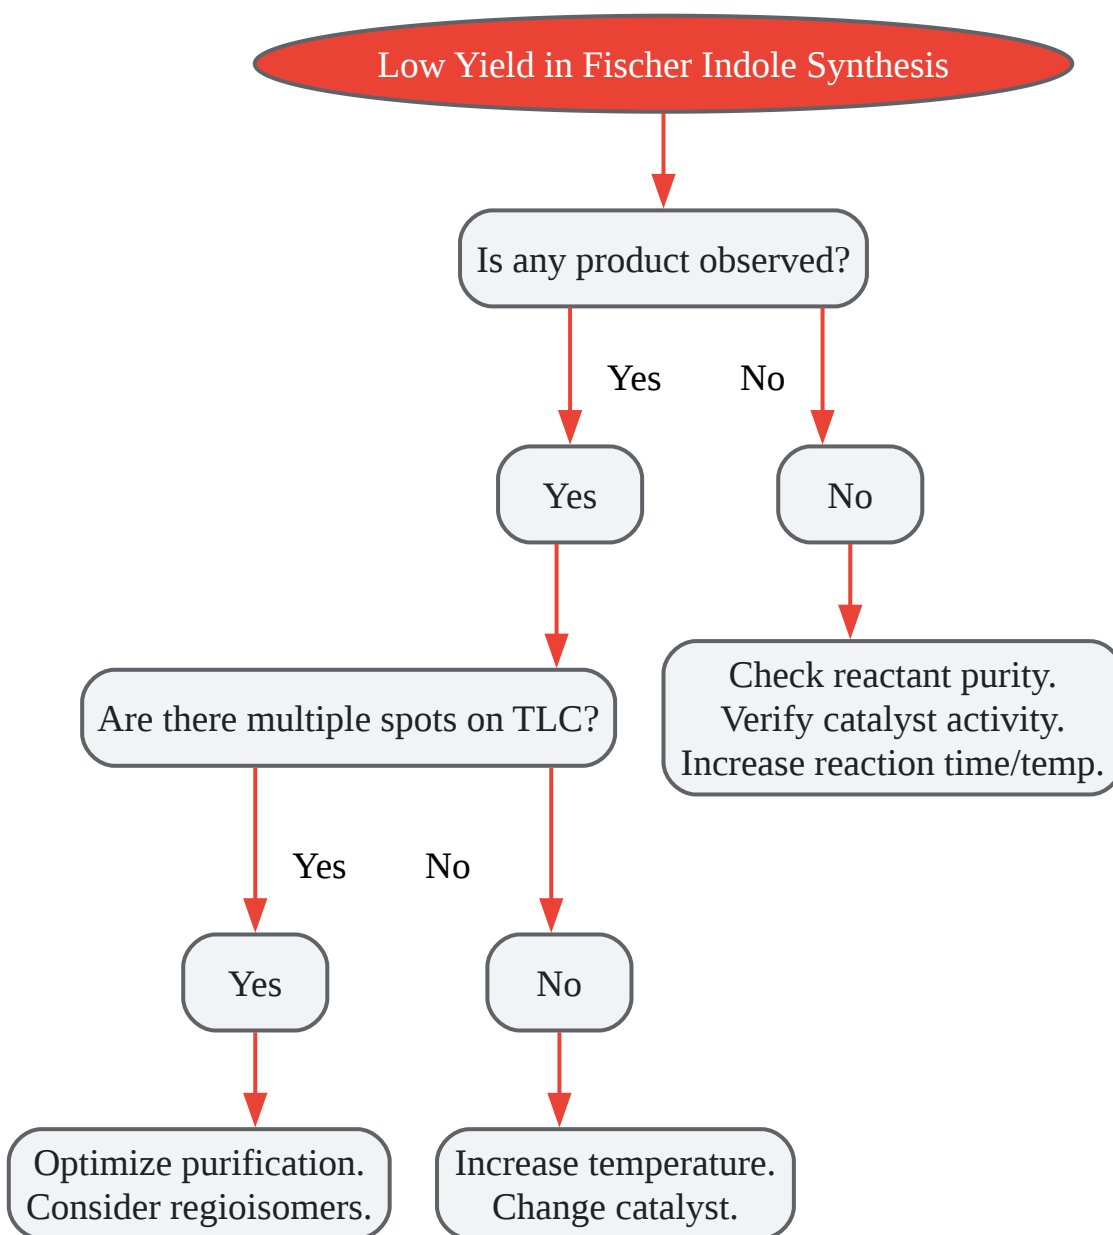 Low Yield in Fischer Indole Synthesis
Is any product observed?
Yes
No
Yes
No
Check reactant purity.
Verify catalyst activity.
Increase reaction time/temp.
Are there multiple spots on TLC?
Yes
No
Yes
No
Optimize purification.
Consider regioisomers.
Increase temperature.
Change catalyst.